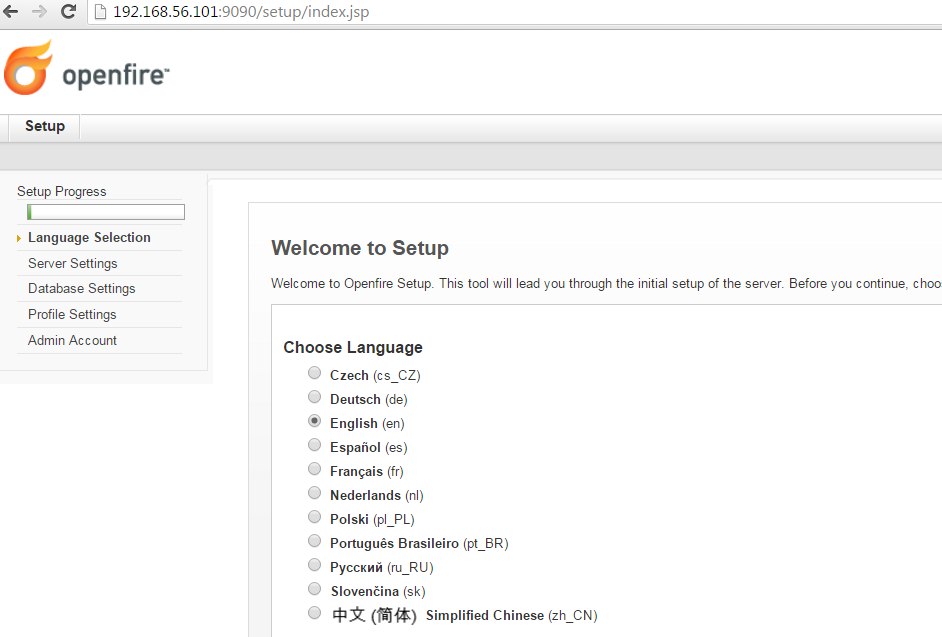 192.168.56.101:9090/setup/index.jsp
openfire™
Setup
Setup Progress
Language Selection
Server Settings
Database Settings
Profile Settings
Admin Account
Welcome to Setup
Welcome to Openfire Setup. This tool will lead you through the initial setup of the server. Before you continue, choo
Choose Language
Czech (cs_CZ)
Deutsch (de)
English (en)
Español (es)
Français (fr)
Nederlands (nl)
Polski (pl_PL)
Português Brasileiro (pt_BR)
Русский (ru_RU)
Slovenčina (sk)
中文 (简体) Simplified Chinese (zh_CN)